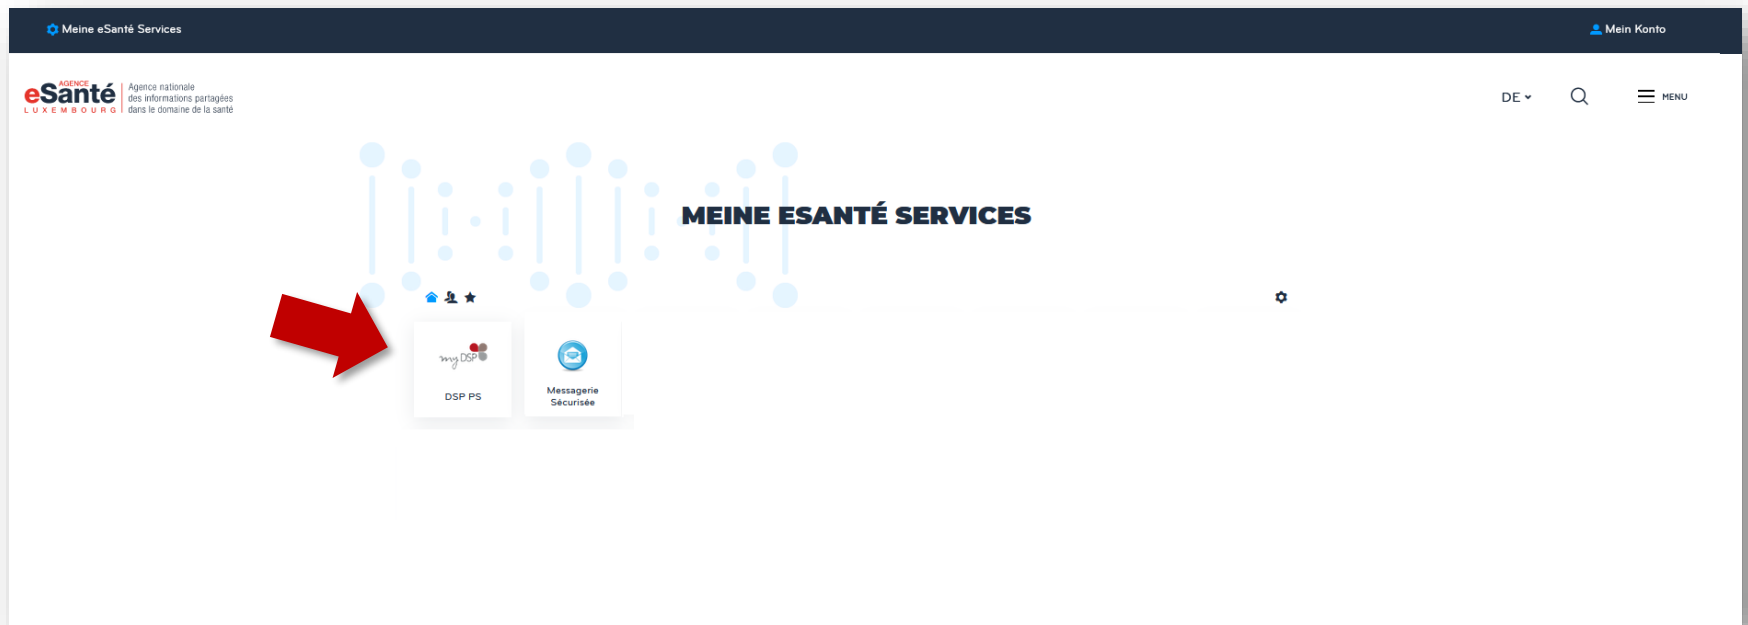 Meine eSanté Services
Mein Konto
AGENCE
eSanté
LUXEMBOURG
Agence nationale
des informations partagées
dans le domaine de la santé
DE
MENU
MEINE ESANTÉ SERVICES
my DSP
DSP PS
Messagerie
Sécurisée